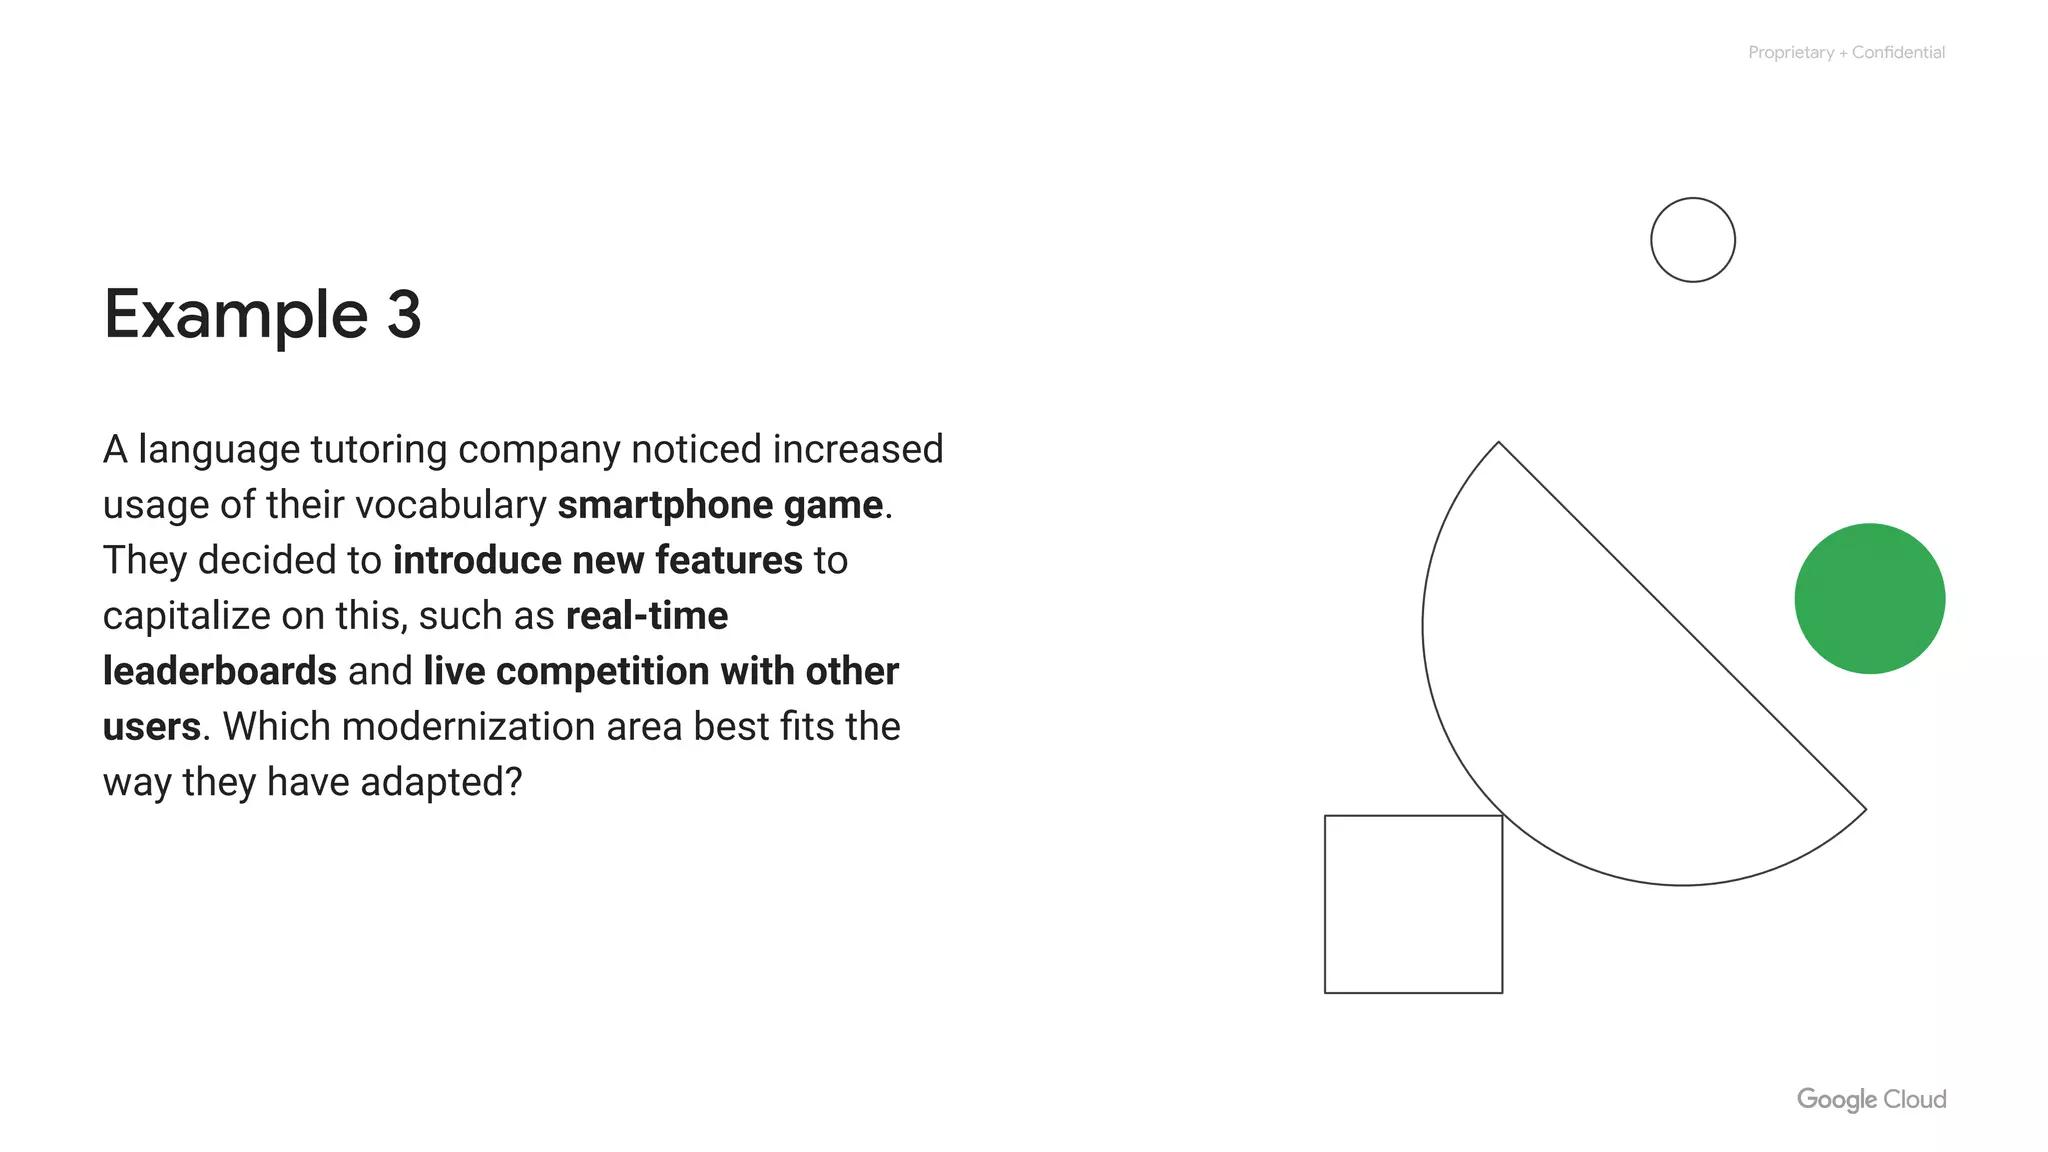 Proprietary + Confidential
Example 3
A language tutoring company noticed increased
usage of their vocabulary smartphone game.
They decided to introduce new features to
capitalize on this, such as real-time
leaderboards and live competition with other
users. Which modernization area best fits the
way they have adapted?
Google Cloud